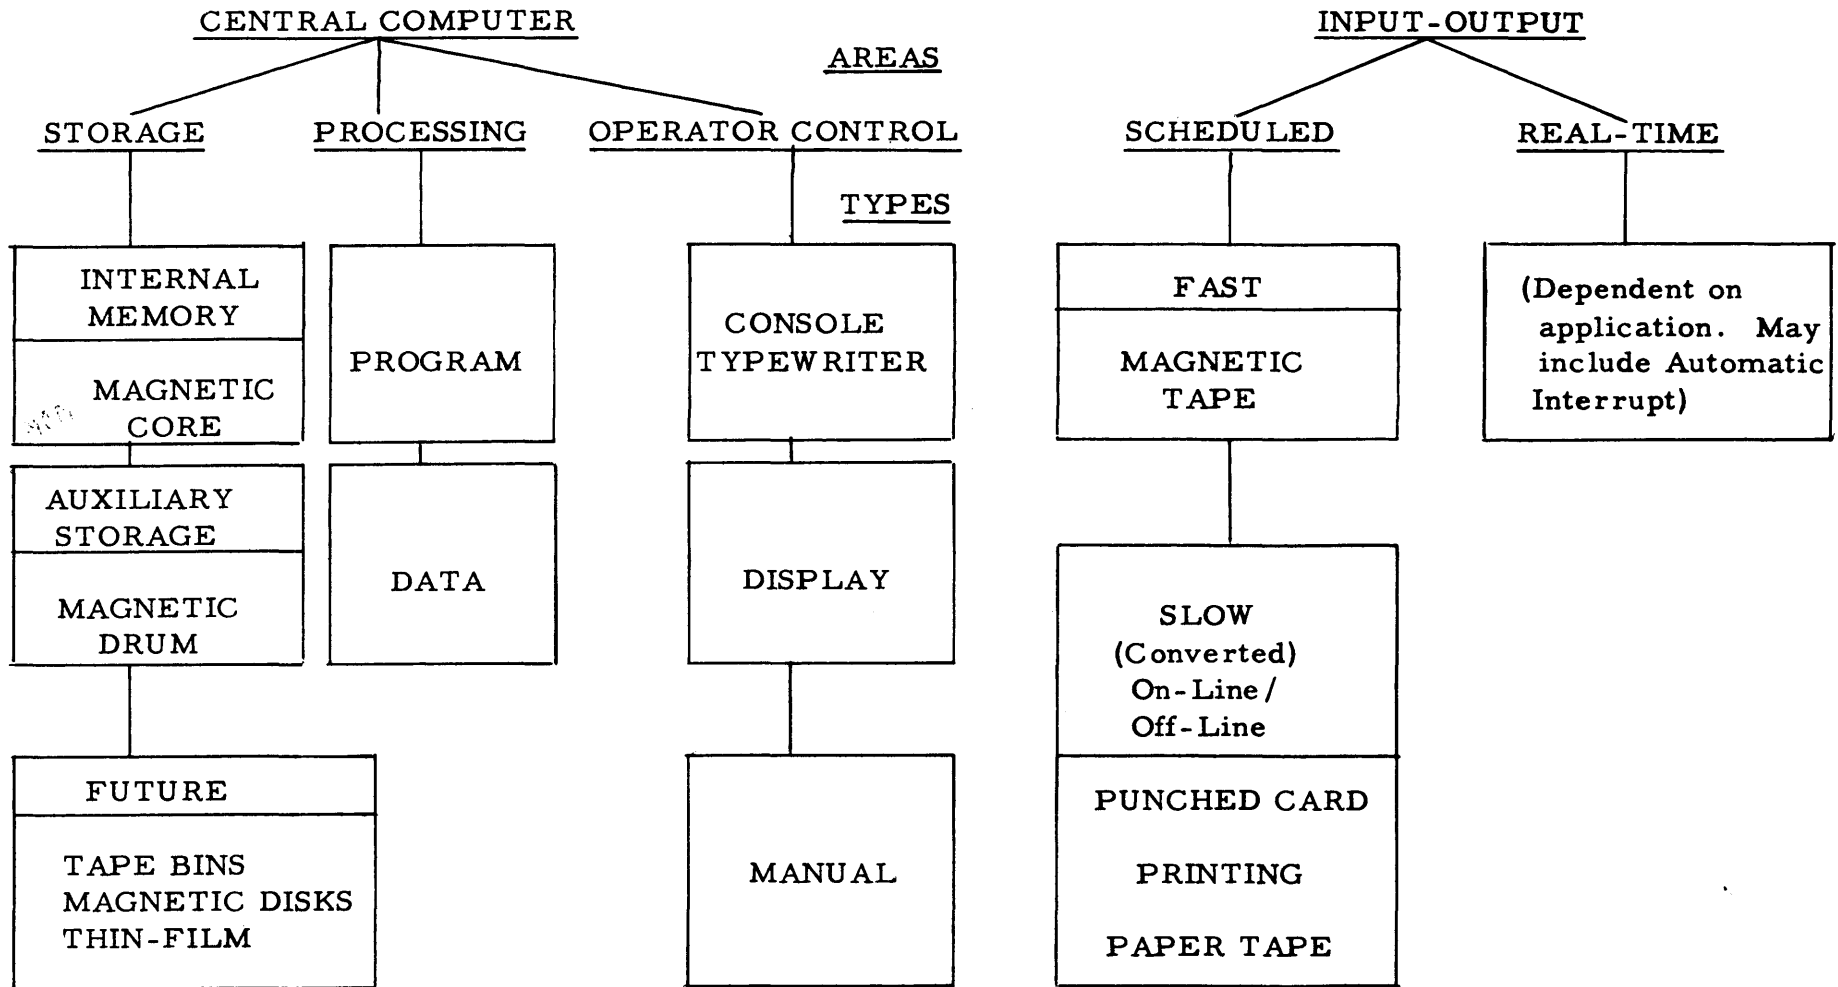 CENTRAL COMPUTER
AREAS
STORAGE
PROCESSING
OPERATOR CONTROL
TYPES
INTERNAL
MEMORY
MAGNETIC
CORE
AUXILIARY
STORAGE
MAGNETIC
DRUM
FUTURE
TAPE BINS
MAGNETIC DISKS
THIN-FILM
PROGRAM
DATA
CONSOLE
TYPEWRITER
DISPLAY
MANUAL
INPUT-OUTPUT
SCHEDULED
REAL-TIME
FAST
MAGNETIC
TAPE
SLOW
(Converted)
On-Line/
Off-Line
PUNCHED CARD
PRINTING
PAPER TAPE
(Dependent on
application. May
include Automatic
Interrupt)